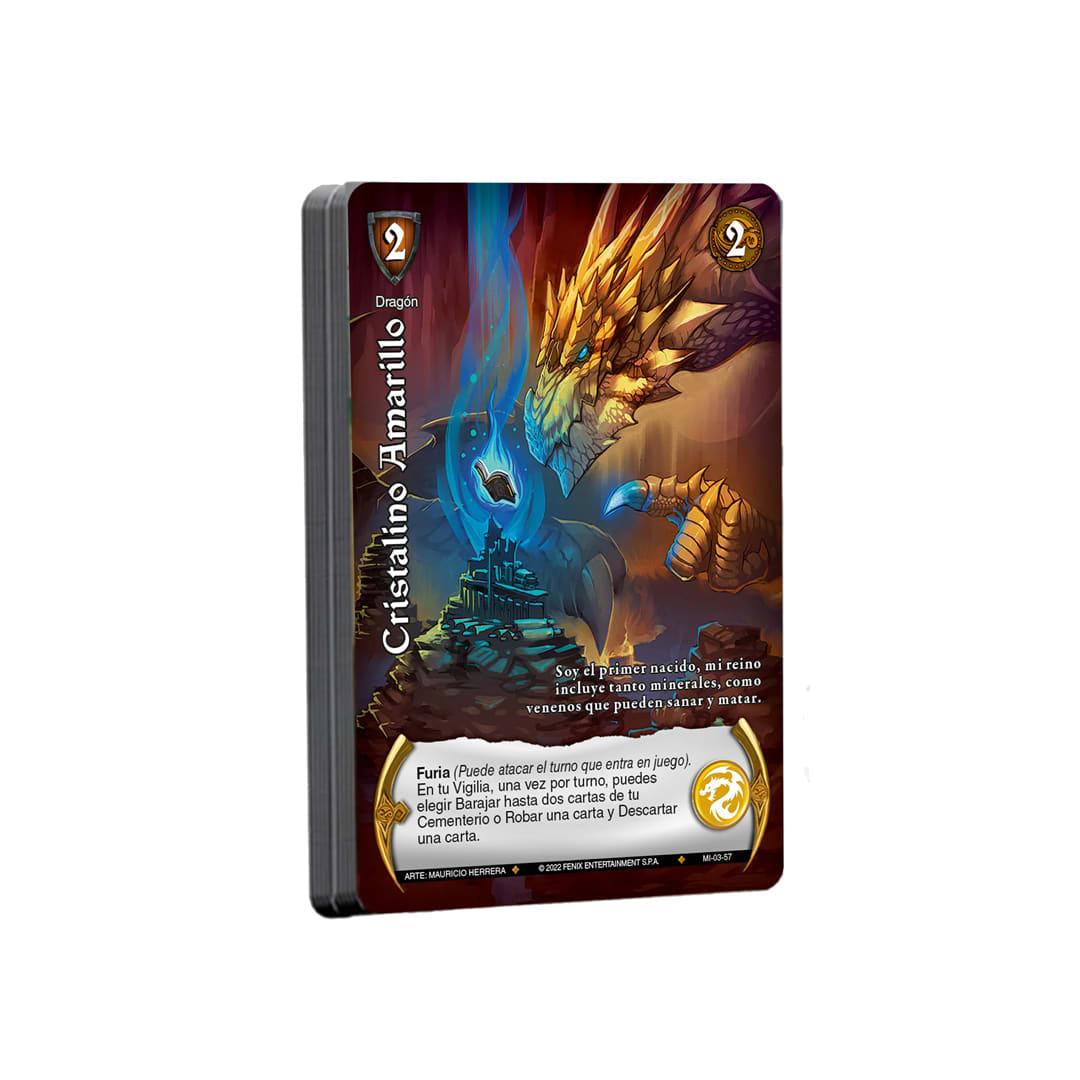 2
2
Dragón
Cristalino Amarillo
Soy el primer nacido, mi reino
incluye tanto minerales, como
venenos que pueden sanar y matar.
Furia (Puede atacar el turno que entra en juego).
En tu Vigilia, una vez por turno, puedes
elegir Barajar hasta dos cartas de tu
Cementerio o Robar una carta y Descartar
una carta.
ARTE: MAURICIO HERRERA © 2022 FENIX ENTERTAINMENT S.P.A. MI-03-57